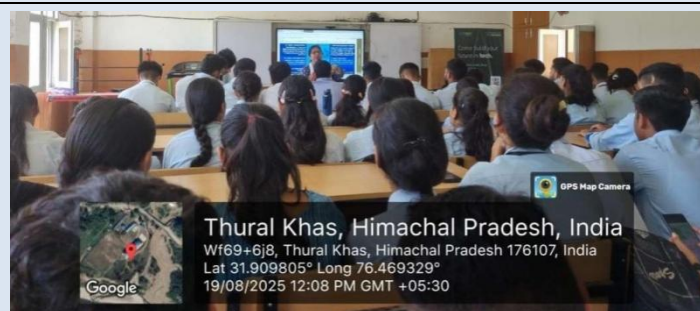 GPS Map Camera
Thural Khas, Himachal Pradesh, India
Wf69+6j8, Thural Khas, Himachal Pradesh 176107, India
Lat 31.909805° Long 76.469329°
19/08/2025 12:08 PM GMT +05:30
Google